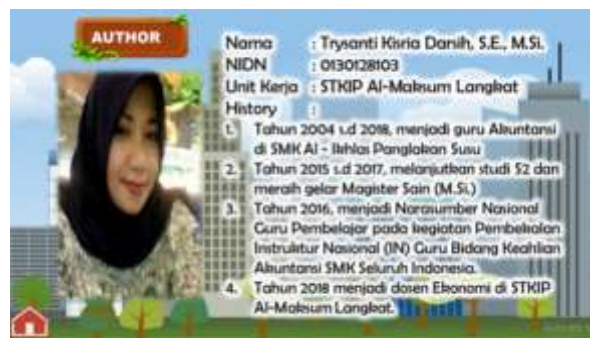 AUTHOR
Nama : Trysanti Kisria Danih, S.E., M.Si.
NIDN : 0130128103
Unit Kerja : STKIP Al-Maksum Langkat
History :
1. Tahun 2004 s.d 2018, menjadi guru Akuntansi
di SMK Al - Ikhlas Panglakan Susu
2. Tahun 2015 s.d 2017, melanjutkan studi S2 dan
meraih gelar Magister Sain (M.Si.)
3. Tahun 2016, menjadi Narasumber Nasional
Guru Pembelajar pada kegiatan Pembekalan
Instruktur Nasional (IN) Guru Bidang Keahlian
Akuntansi SMK Seluruh Indonesia.
4. Tahun 2018 menjadi dosen Ekonomi di STKIP
Al-Maksum Langkat.